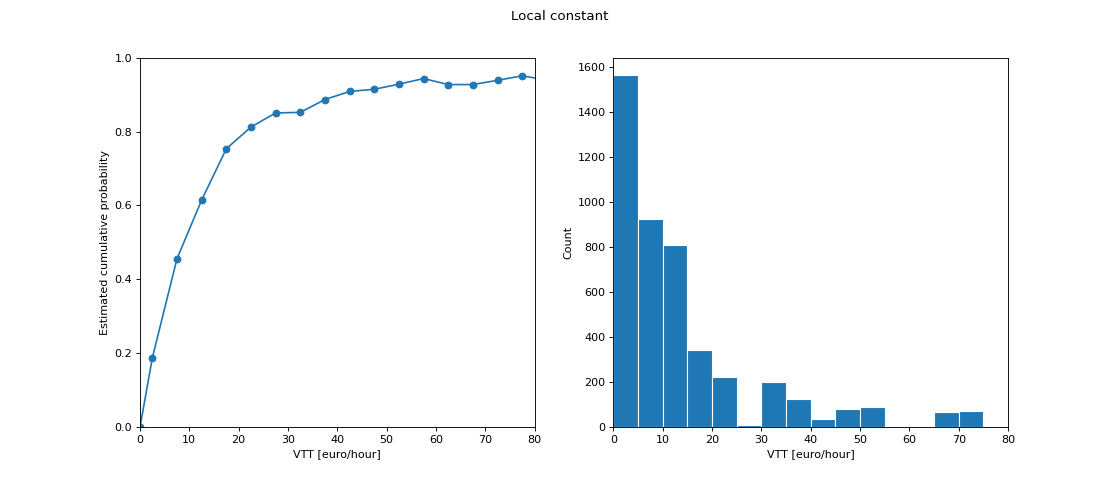 Local constant
1.0
0.8
0.6
0.4
0.2
0.0
Estimated cumulative probability
0 10 20 30 40 50 60 70 80
VTT [euro/hour]
1600
1400
1200
1000
800
600
400
200
0
Count
0 10 20 30 40 50 60 70 80
VTT [euro/hour]